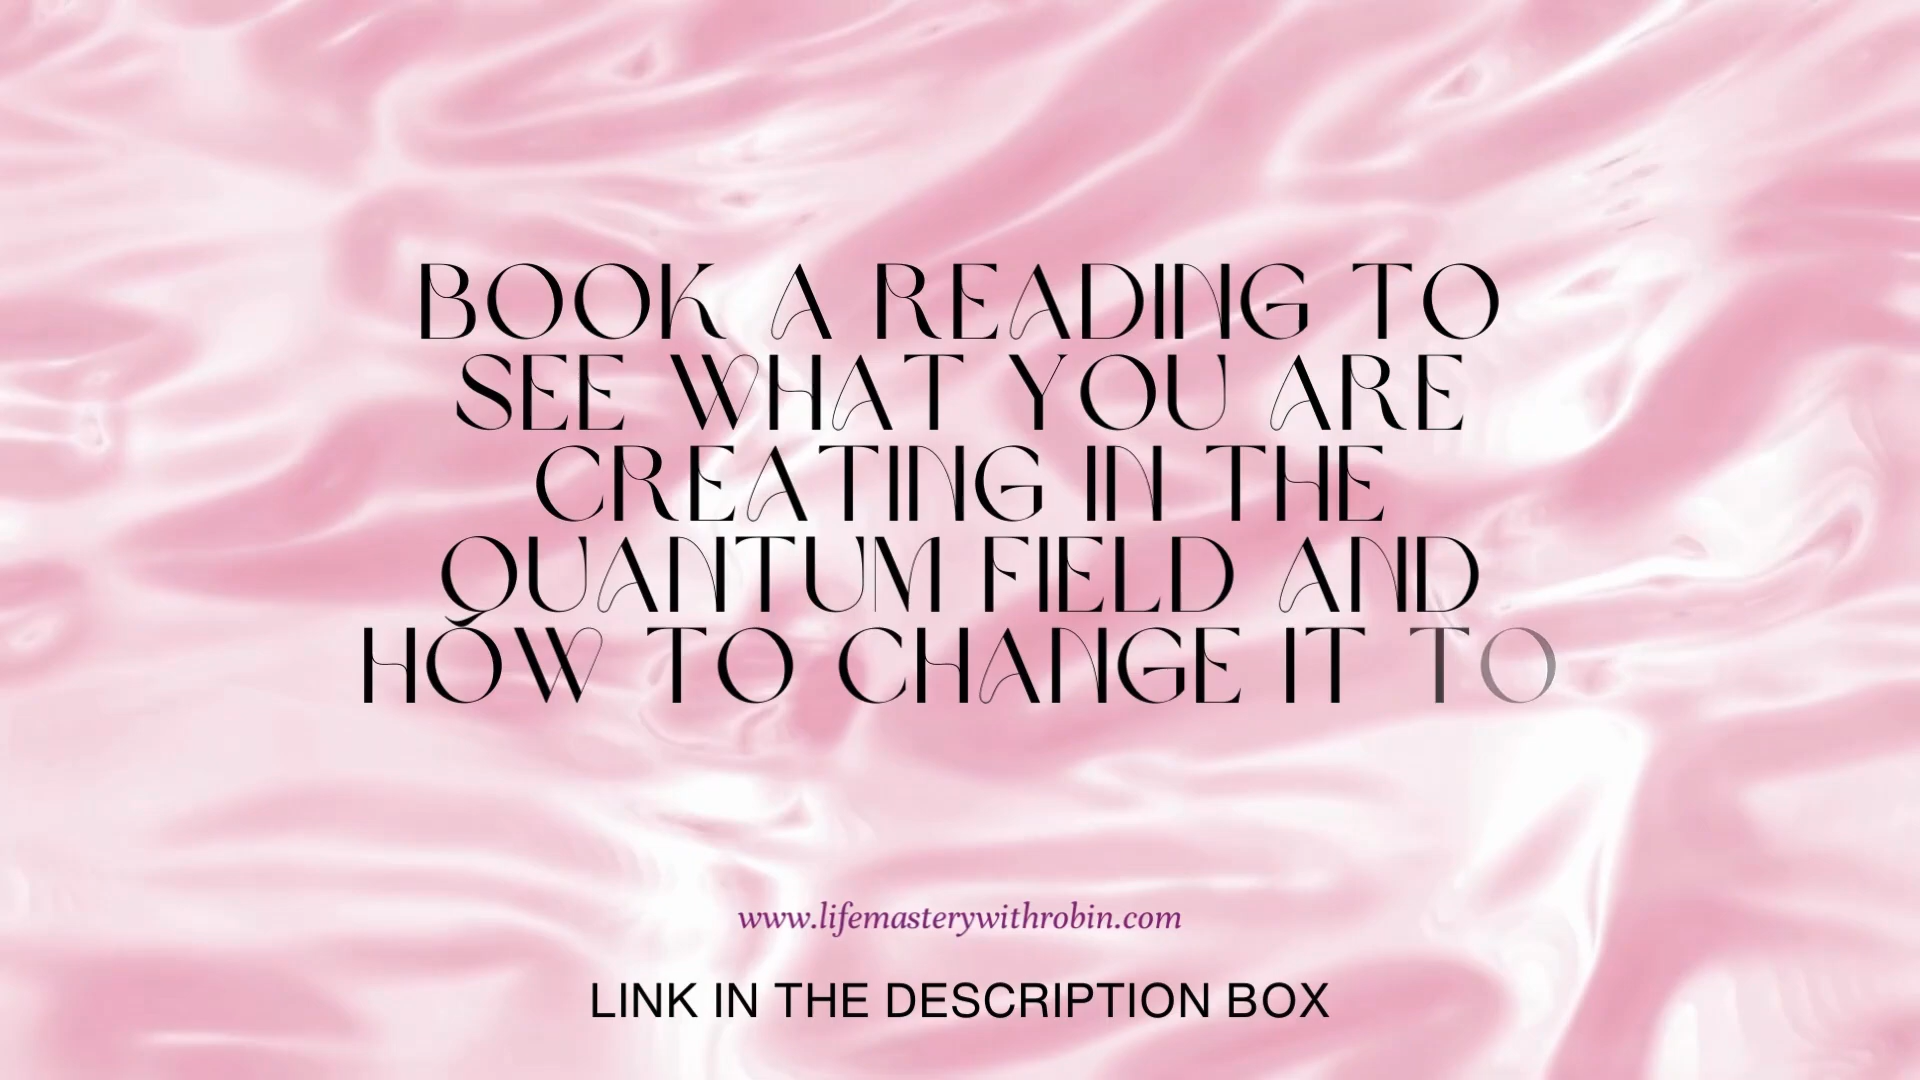 BOOK A READING TO
SEE WHAT YOU ARE
CREATING IN THE
QUANTUM FIELD AND
HOW TO CHANGE IT TO
www.lifemasterywithrobin.com
LINK IN THE DESCRIPTION BOX